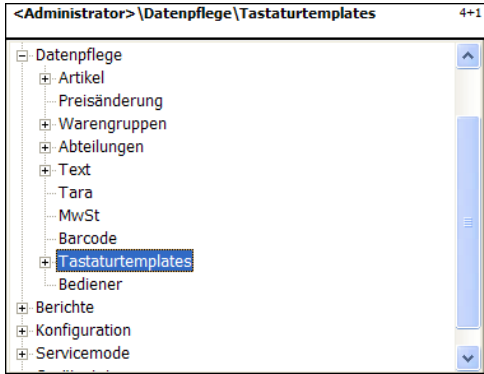 <Administrator>\Datenpflege\Tastaturtemplates 4+1
Datenpflege
Artikel
Preisänderung
Warengruppen
Abteilungen
Text
Tara
MwSt
Barcode
Tastaturtemplates
Bediener
Berichte
Konfiguration
Servicemode